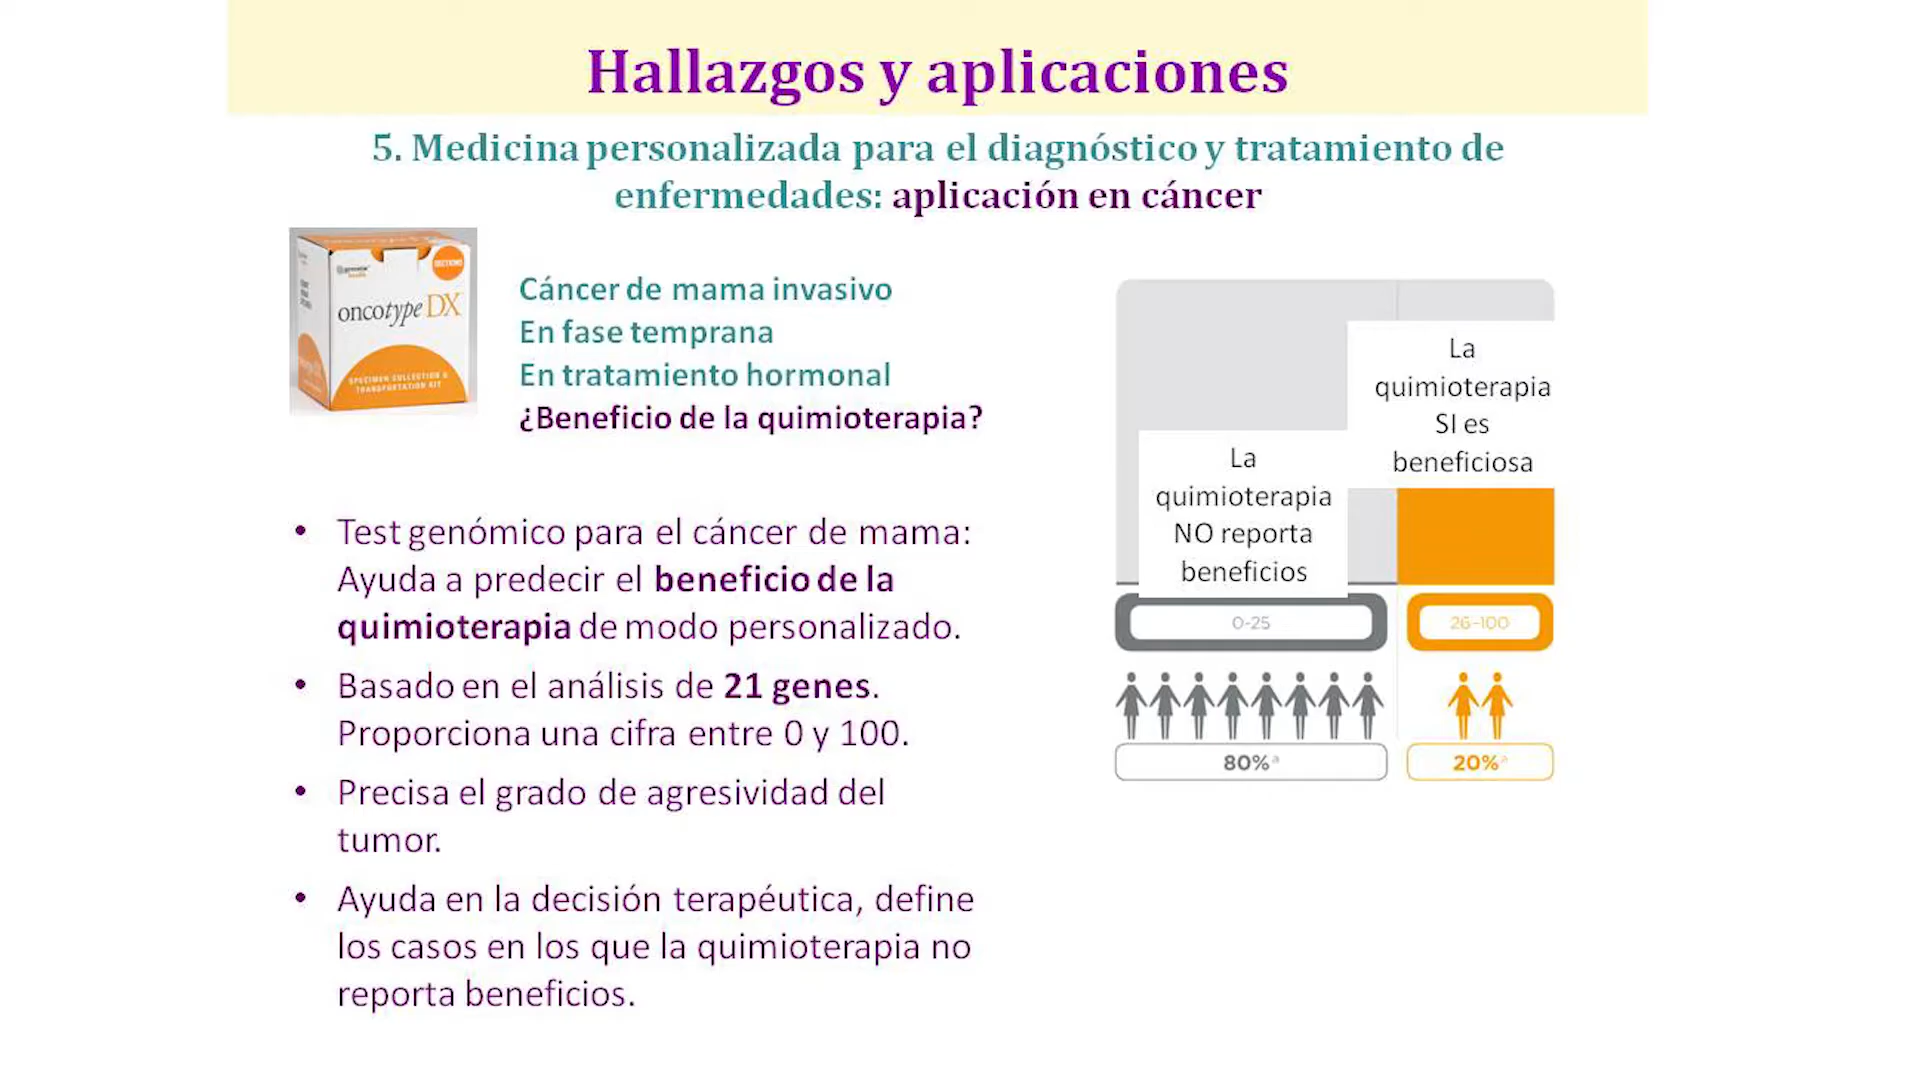 Hallazgos y aplicaciones
5. Medicina personalizada para el diagnóstico y tratamiento de
enfermedades: aplicación en cáncer
oncotype DX
SPECIMEN COLLECTION &
TRANSPORTATION KIT
Cáncer de mama invasivo
En fase temprana
En tratamiento hormonal
¿Beneficio de la quimioterapia?
• Test genómico para el cáncer de mama:
Ayuda a predecir el beneficio de la
quimioterapia de modo personalizado.
• Basado en el análisis de 21 genes.
Proporciona una cifra entre 0 y 100.
• Precisa el grado de agresividad del
tumor.
• Ayuda en la decisión terapéutica, define
los casos en los que la quimioterapia no
reporta beneficios.
La
quimioterapia
SI es
beneficiosa
La
quimioterapia
NO reporta
beneficios
0-25
26-100
80%ª
20%ª